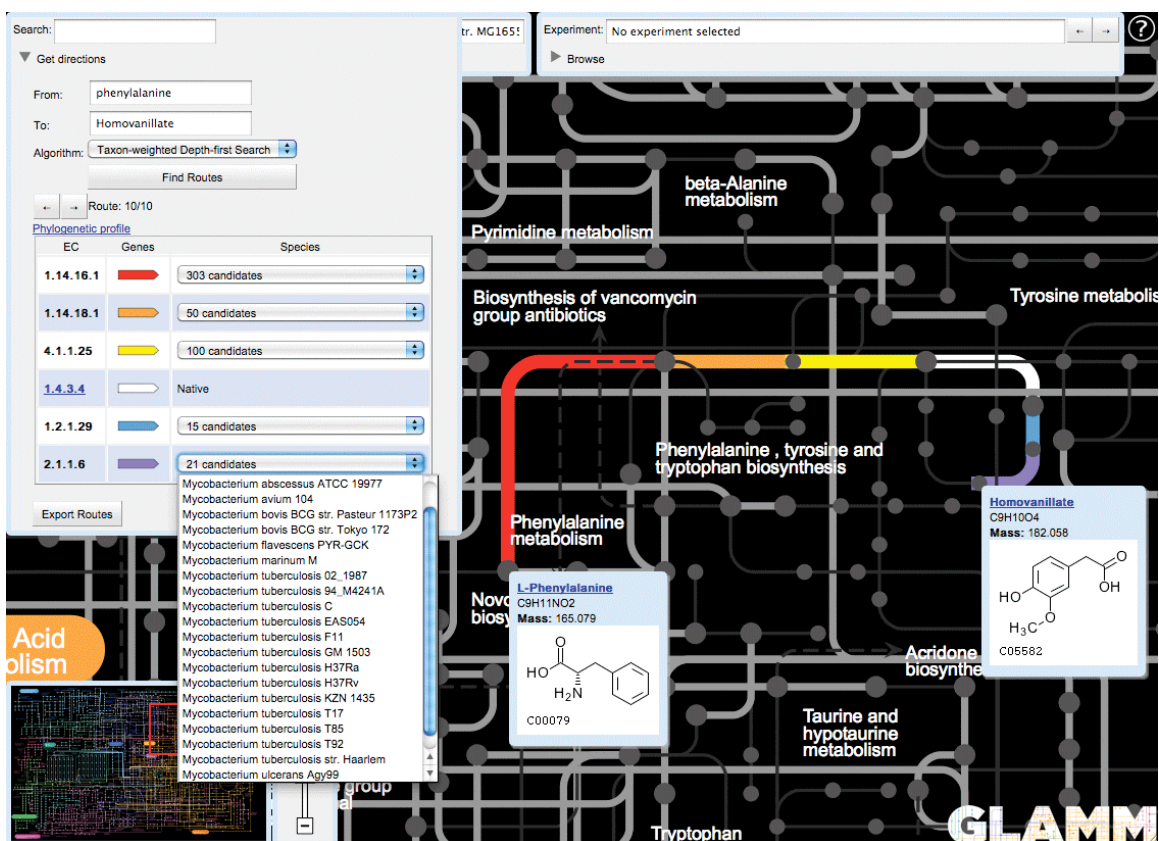 Search:
tr. MG1655
Experiment: No experiment selected
← →
?
Get directions
Browse
From: phenylalanine
To: Homovanillate
Algorithm: Taxon-weighted Depth-first Search
Find Routes
← → Route: 10/10
Phylogenetic profile
EC Genes Species
1.14.16.1 303 candidates
1.14.18.1 50 candidates
4.1.1.25 100 candidates
1.4.3.4 Native
1.2.1.29 15 candidates
2.1.1.6 21 candidates
Mycobacterium abscessus ATCC 19977
Mycobacterium avium 104
Mycobacterium bovis BCG str. Pasteur 1173P2
Mycobacterium bovis BCG str. Tokyo 172
Mycobacterium flavescens PYR-GCK
Mycobacterium marinum M
Mycobacterium tuberculosis 02_1987
Mycobacterium tuberculosis 94_M4241A
Mycobacterium tuberculosis C
Mycobacterium tuberculosis EAS054
Mycobacterium tuberculosis F11
Mycobacterium tuberculosis GM 1503
Mycobacterium tuberculosis H37Ra
Mycobacterium tuberculosis H37Rv
Mycobacterium tuberculosis KZN 1435
Mycobacterium tuberculosis T17
Mycobacterium tuberculosis T85
Mycobacterium tuberculosis T92
Mycobacterium tuberculosis str. Haarlem
Mycobacterium ulcerans Agy99
Export Routes
beta-Alanine
metabolism
Pyrimidine metabolism
Biosynthesis of vancomycin
group antibiotics
Tyrosine metabolis
Phenylalanine , tyrosine and
tryptophan biosynthesis
Phenylalanine
metabolism
Novo
biosy
L-Phenylalanine
C9H11NO2
Mass: 165.079
O
HO
H₂N
C00079
Homovanillate
C9H10O4
Mass: 182.058
O
HO
OH
H₃C
O
C05582
Acridone
biosynthe
Taurine and
hypotaurine
metabolism
Acid
olism
group
al
Tryptophan
GLAMM